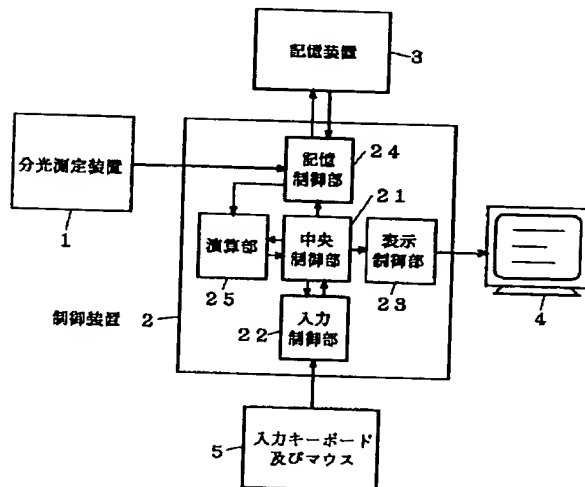 記憶装置
3
分光測定装置
1
記憶
制御部
24
演算部
25
中央
制御部
21
表示
制御部
23
4
制御装置
2
22
入力
制御部
5
入力キーボード
及びマウス